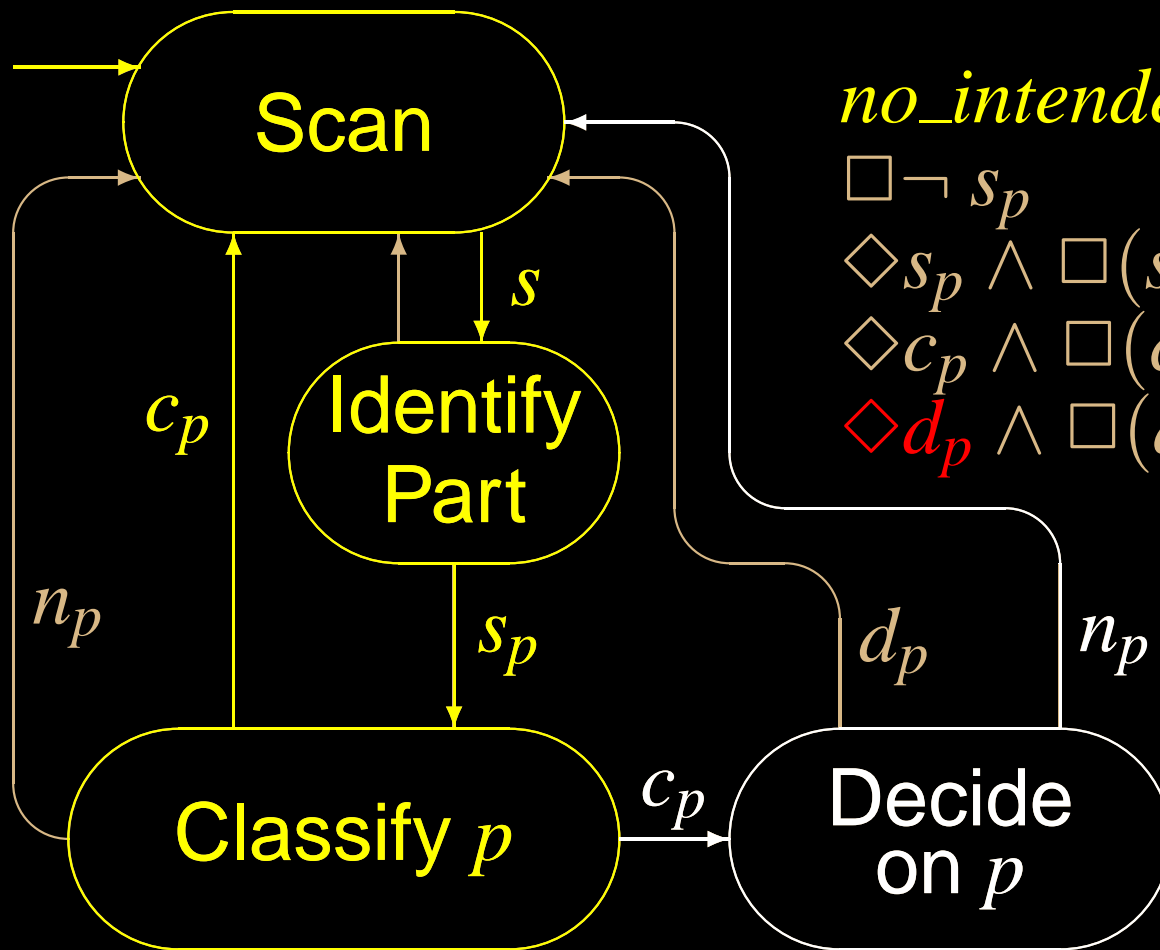 Scan
no_intende
□¬ s_p
◇s_p ∧ □(s
◇c_p ∧ □(c
◇d_p ∧ □(d
s
c_p
Identify
Part
n_p
s_p
d_p
n_p
Classify p
c_p
Decide
on p